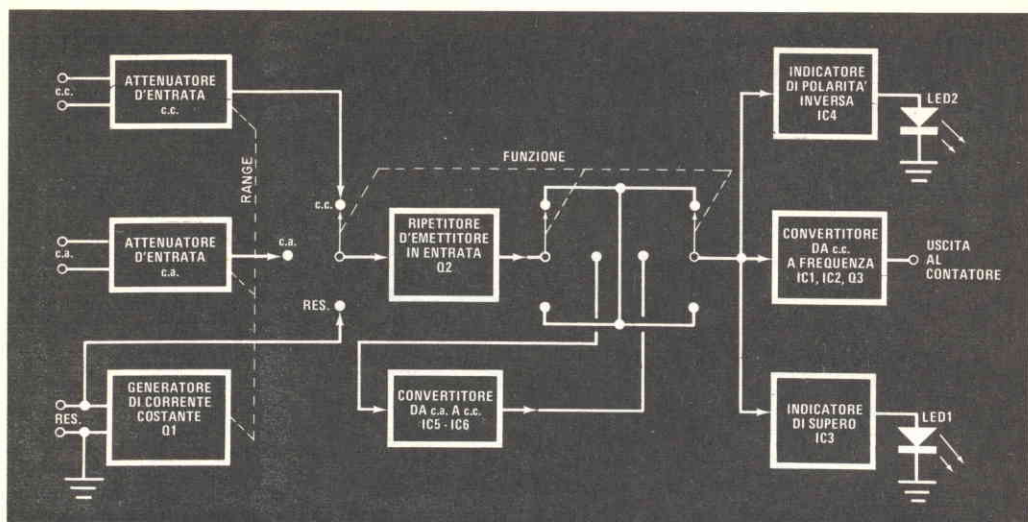 c.c.
ATTENUATORE
D'ENTRATA
c.c.
c.a.
ATTENUATORE
D'ENTRATA
c.a.
RES.
GENERATORE
DI CORRENTE
COSTANTE
Q1
RANGE
c.c.
c.a.
RES.
FUNZIONE
RIPETITORE
D'EMETTITORE
IN ENTRATA
Q2
CONVERTITORE
DA c.a. A c.c.
IC5 - IC6
INDICATORE
DI POLARITA'
INVERSA
IC4
LED2
CONVERTITORE
DA c.c.
A FREQUENZA
IC1, IC2, Q3
USCITA
AL
CONTATORE
INDICATORE
DI SUPERO
IC3
LED1